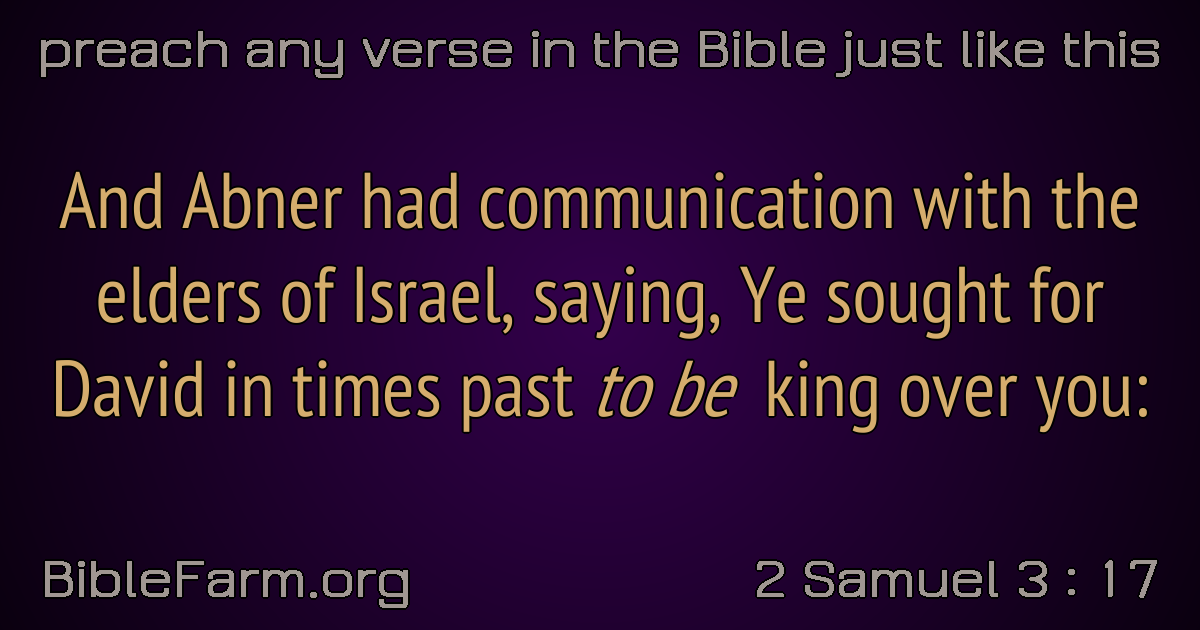 preach any verse in the Bible just like this
And Abner had communication with the
elders of Israel, saying, Ye sought for
David in times past to be king over you:
BibleFarm.org
2 Samuel 3 : 17